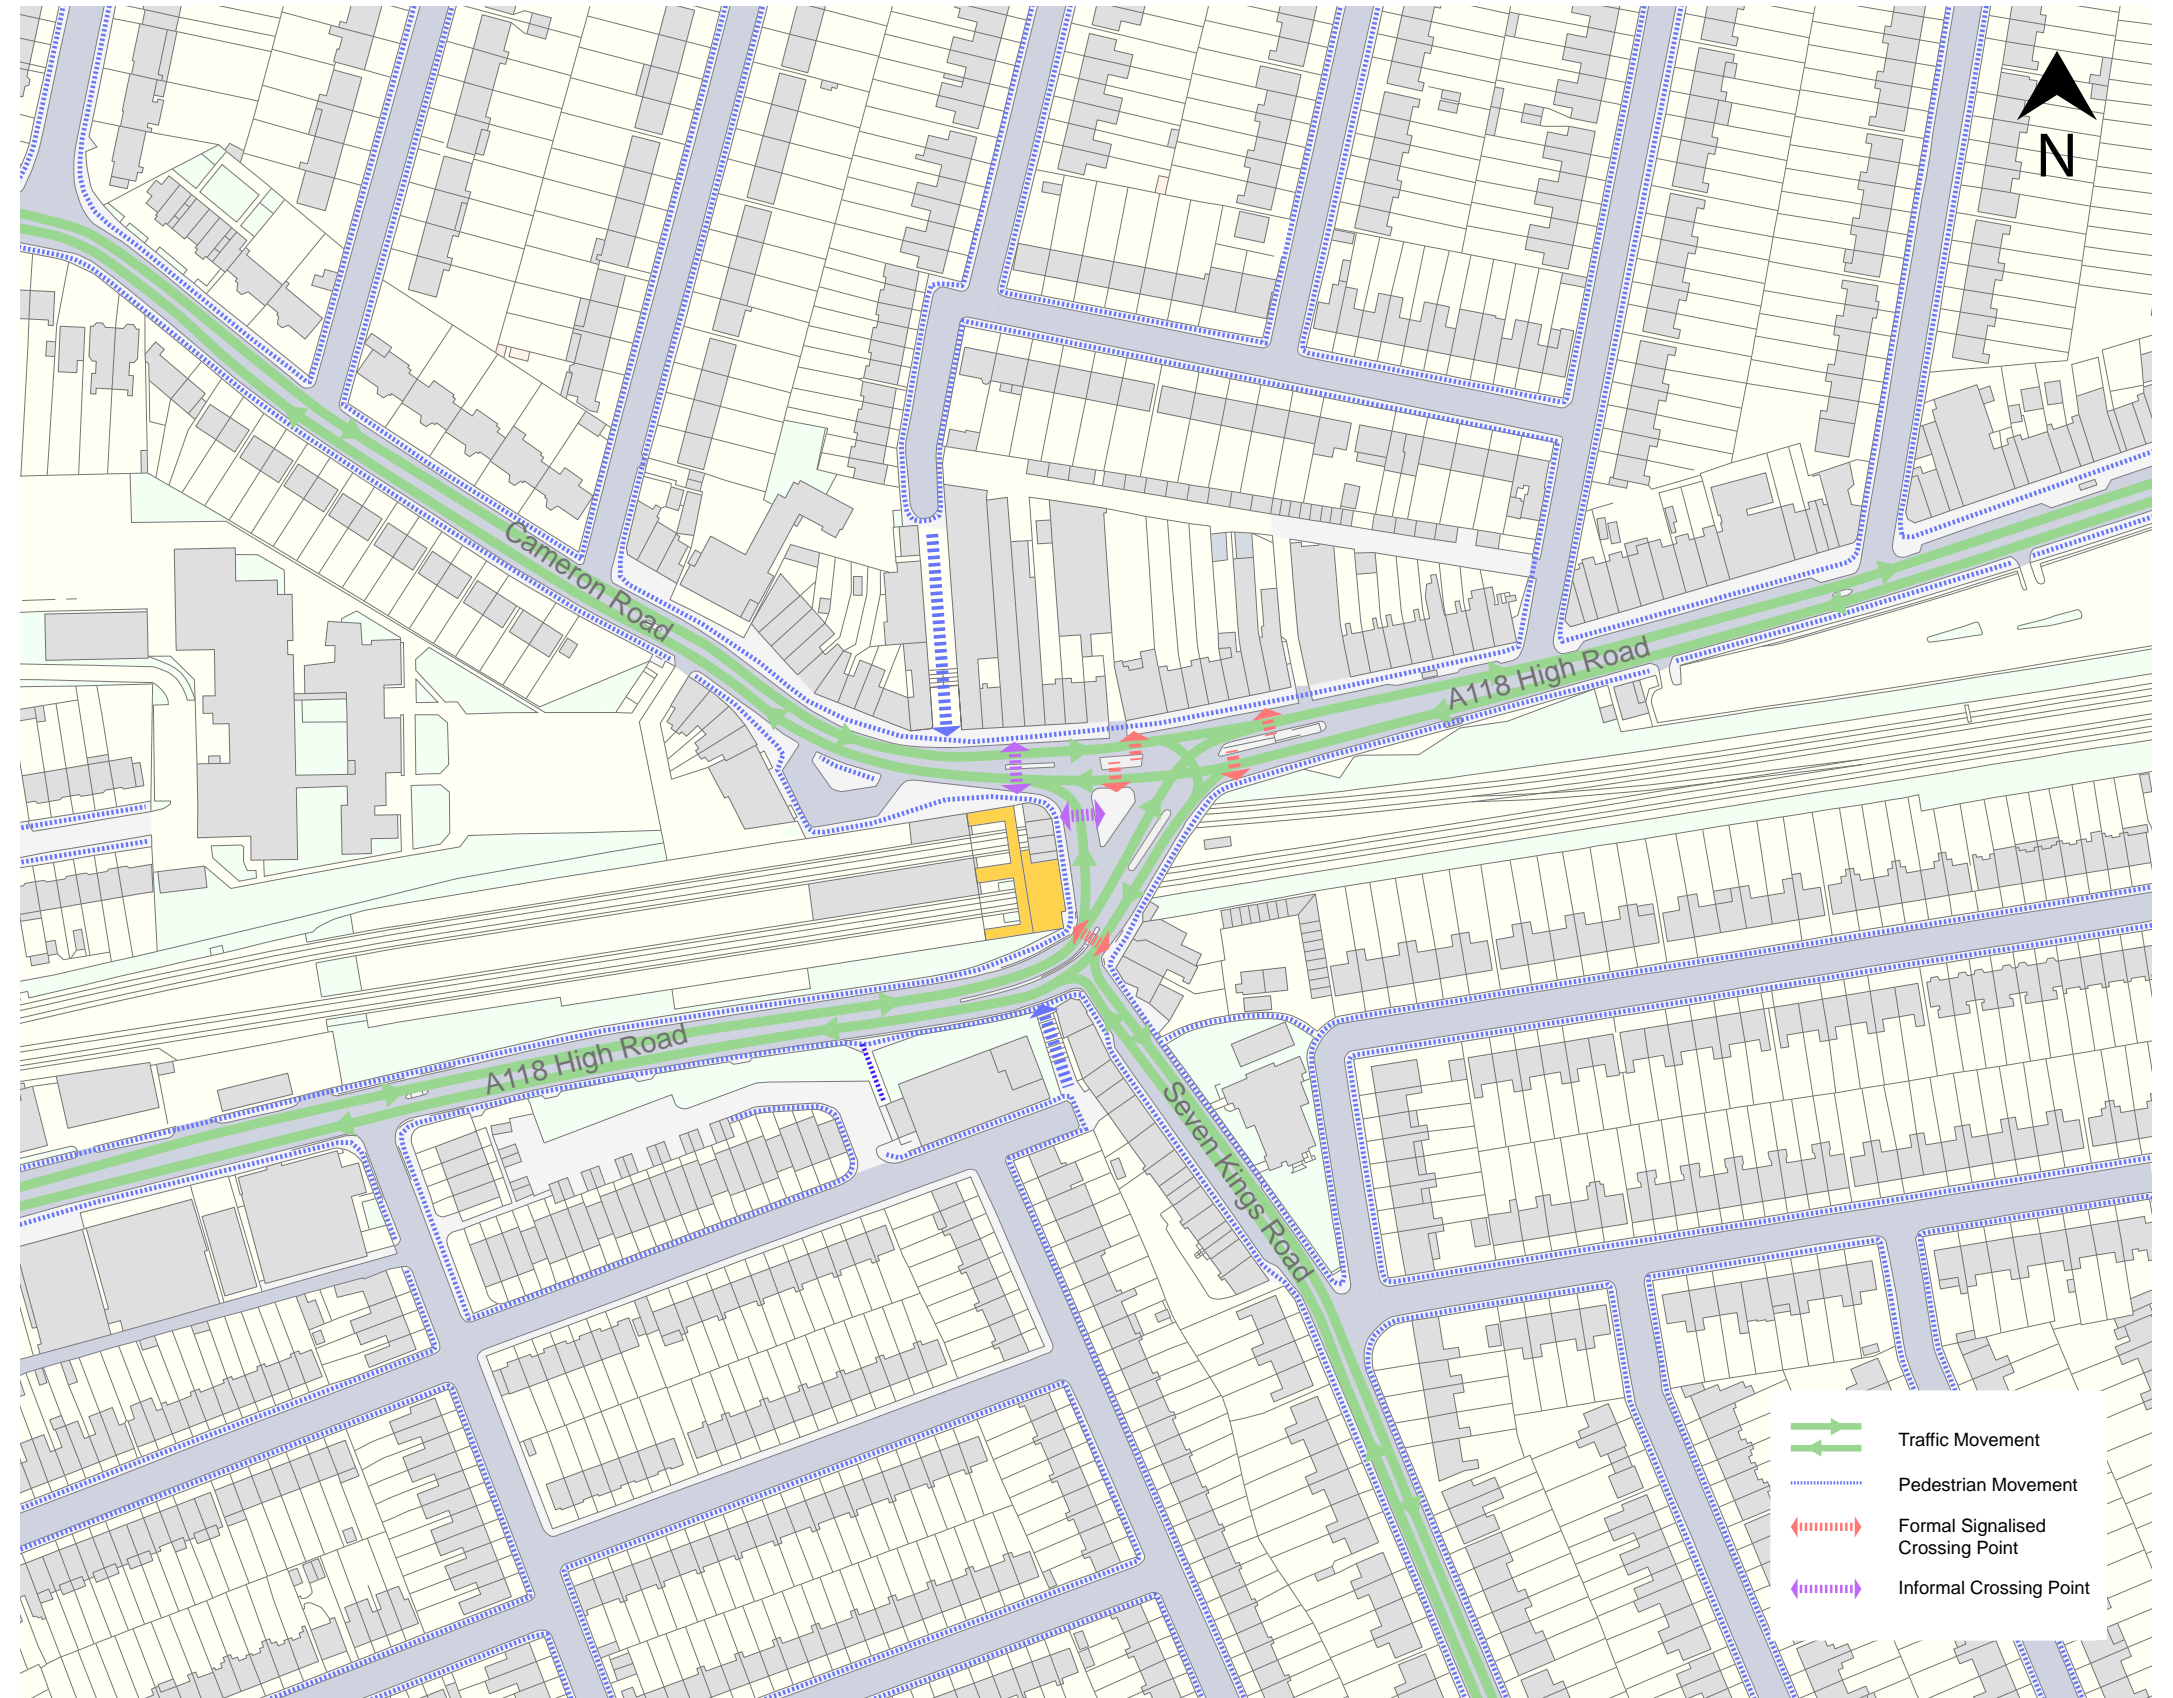 N
Cameron Road
A118 High Road
A118 High Road
Seven Kings Road
Traffic Movement
Pedestrian Movement
Formal Signalised
Crossing Point
Informal Crossing Point